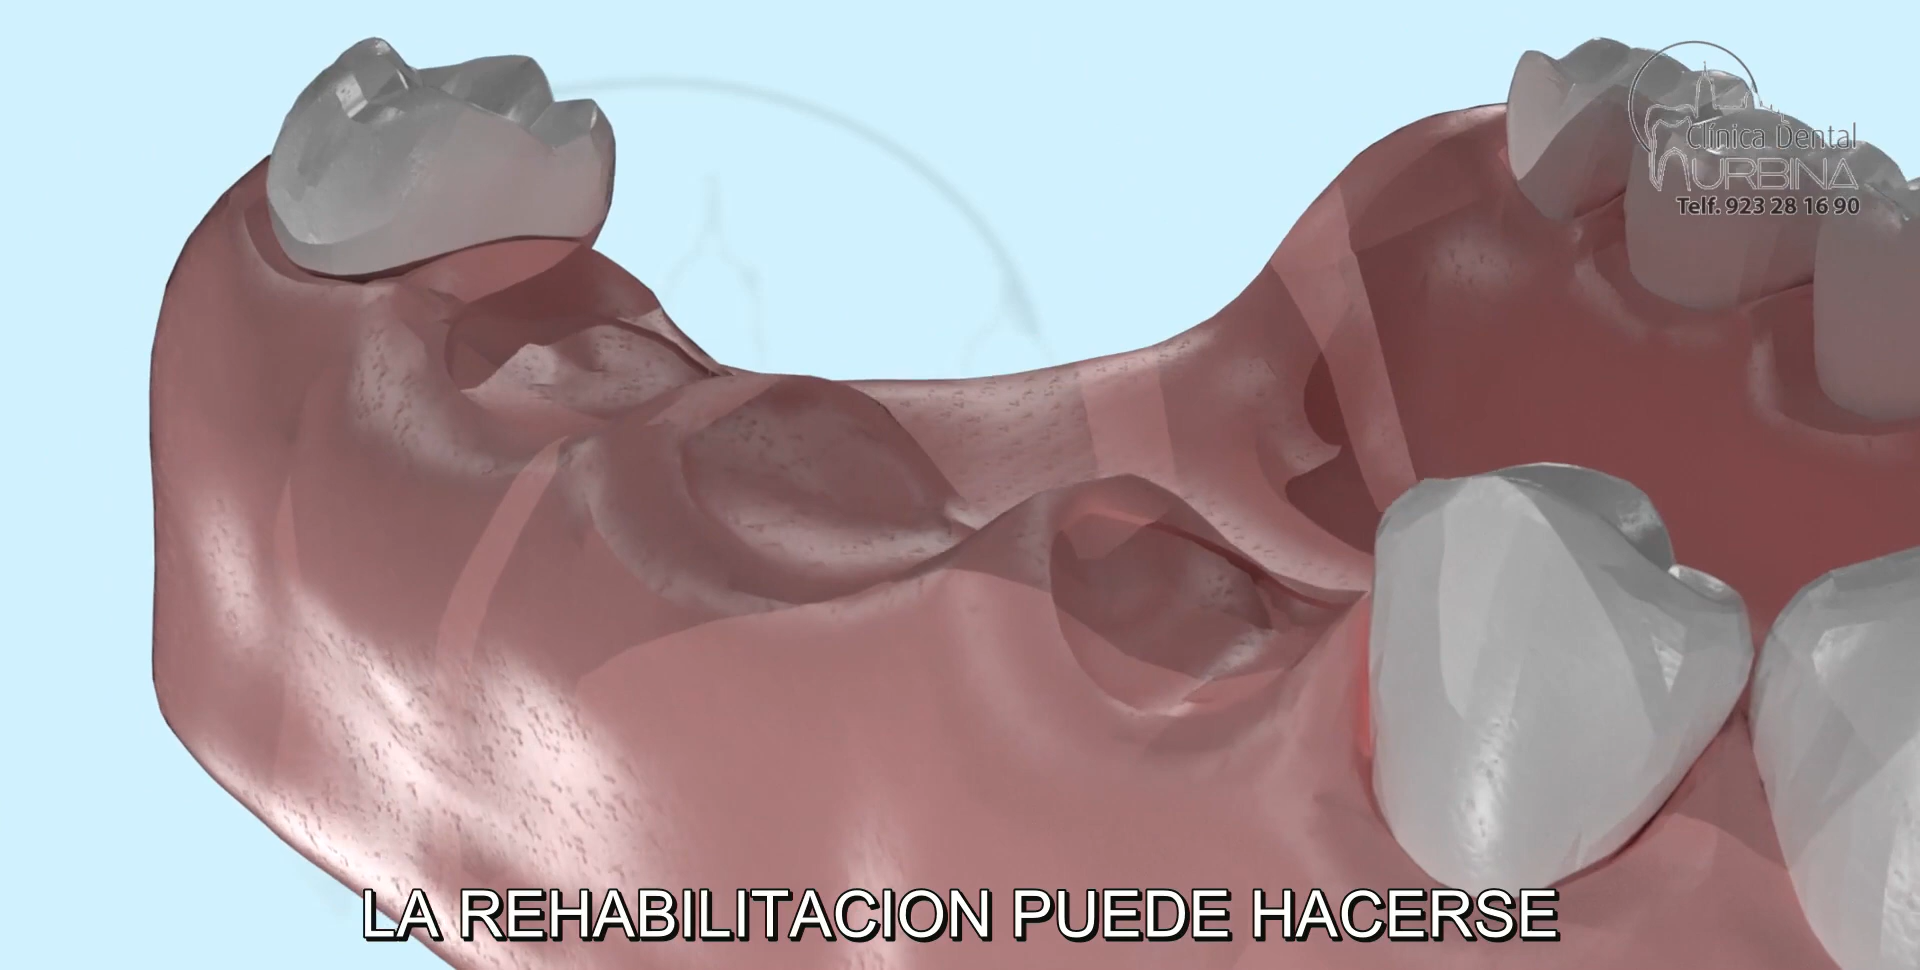 Clínica Dental
URBINA
Telf. 923 28 16 90
LA REHABILITACION PUEDE HACERSE